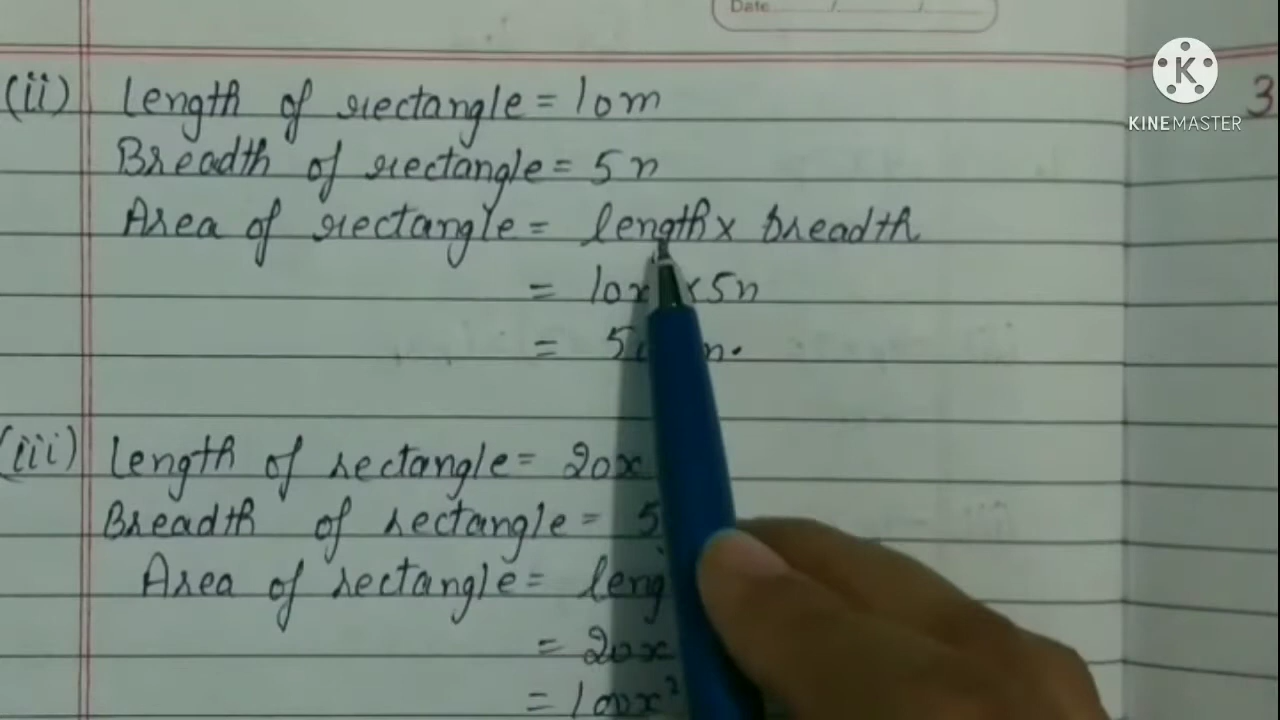 Date / /
(ii) Length of rectangle = 10m
Breadth of rectangle = 5n
Area of rectangle = length x breadth
= 10 x 5n
= 5 n.
(iii) Length of rectangle = 20x
Breadth of rectangle = 5
Area of rectangle = leng
= 20x
= 100x²
3
K
KINEMASTER